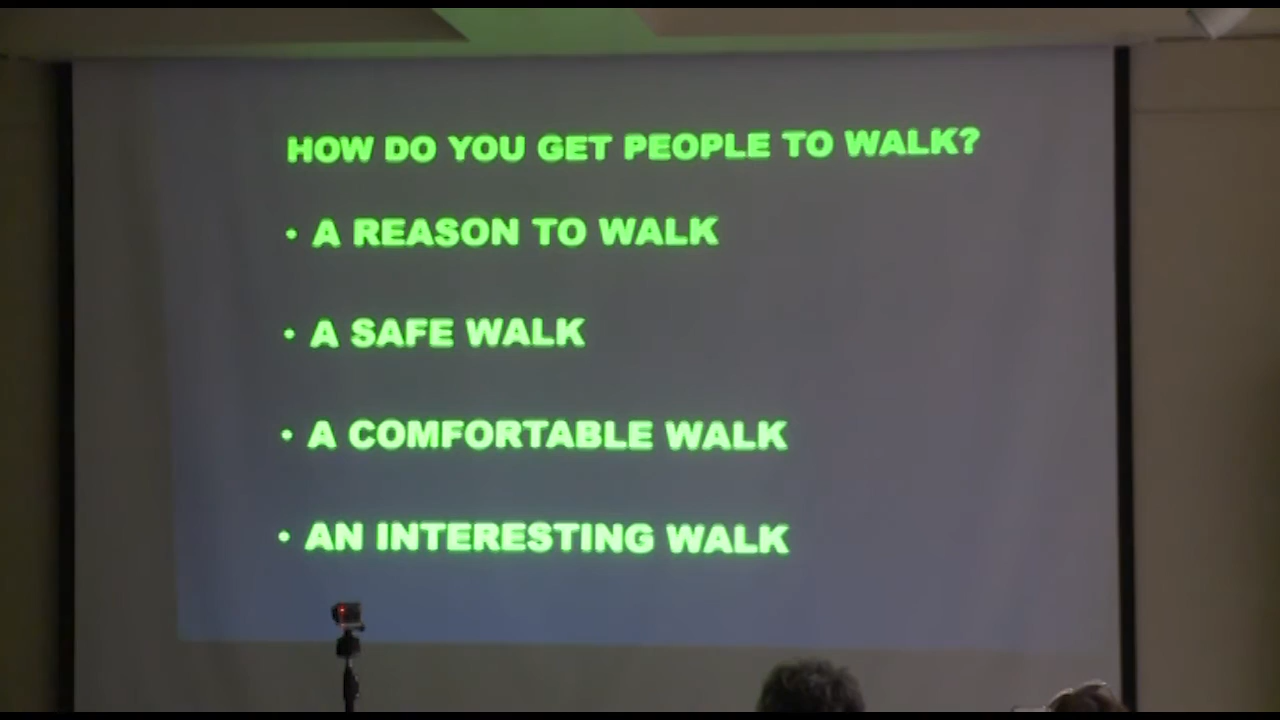 HOW DO YOU GET PEOPLE TO WALK?
• A REASON TO WALK
• A SAFE WALK
• A COMFORTABLE WALK
• AN INTERESTING WALK